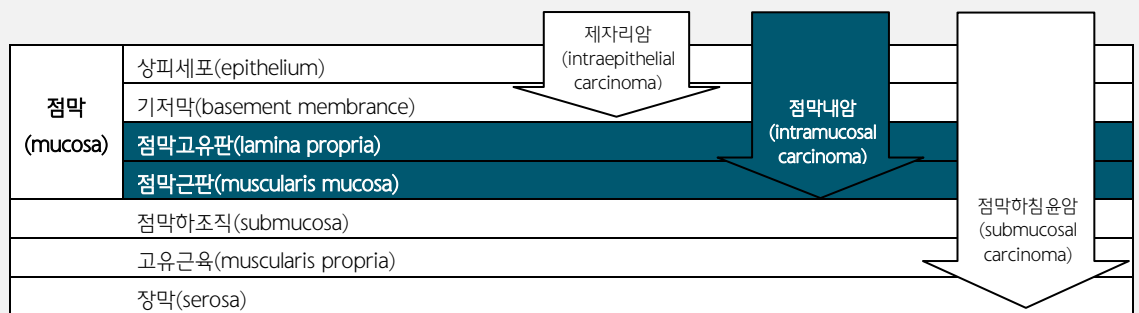 제자리암
(intraepithelial
carcinoma)
점막내암
(intramucosal
carcinoma)
점막하침윤암
(submucosal
carcinoma)
점막
(mucosa)
상피세포(epithelium)
기저막(basement membrance)
점막고유판(lamina propria)
점막근판(muscularis mucosa)
점막하조직(submucosa)
고유근육(muscularis propria)
장막(serosa)